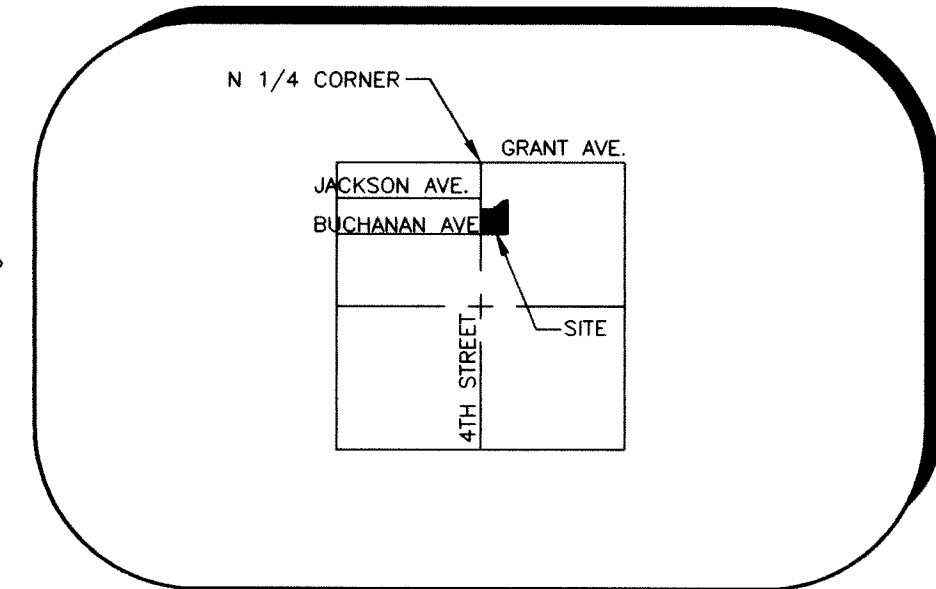 N 1/4 CORNER
GRANT AVE.
JACKSON AVE.
BUCHANAN AVE
SITE
4TH STREET